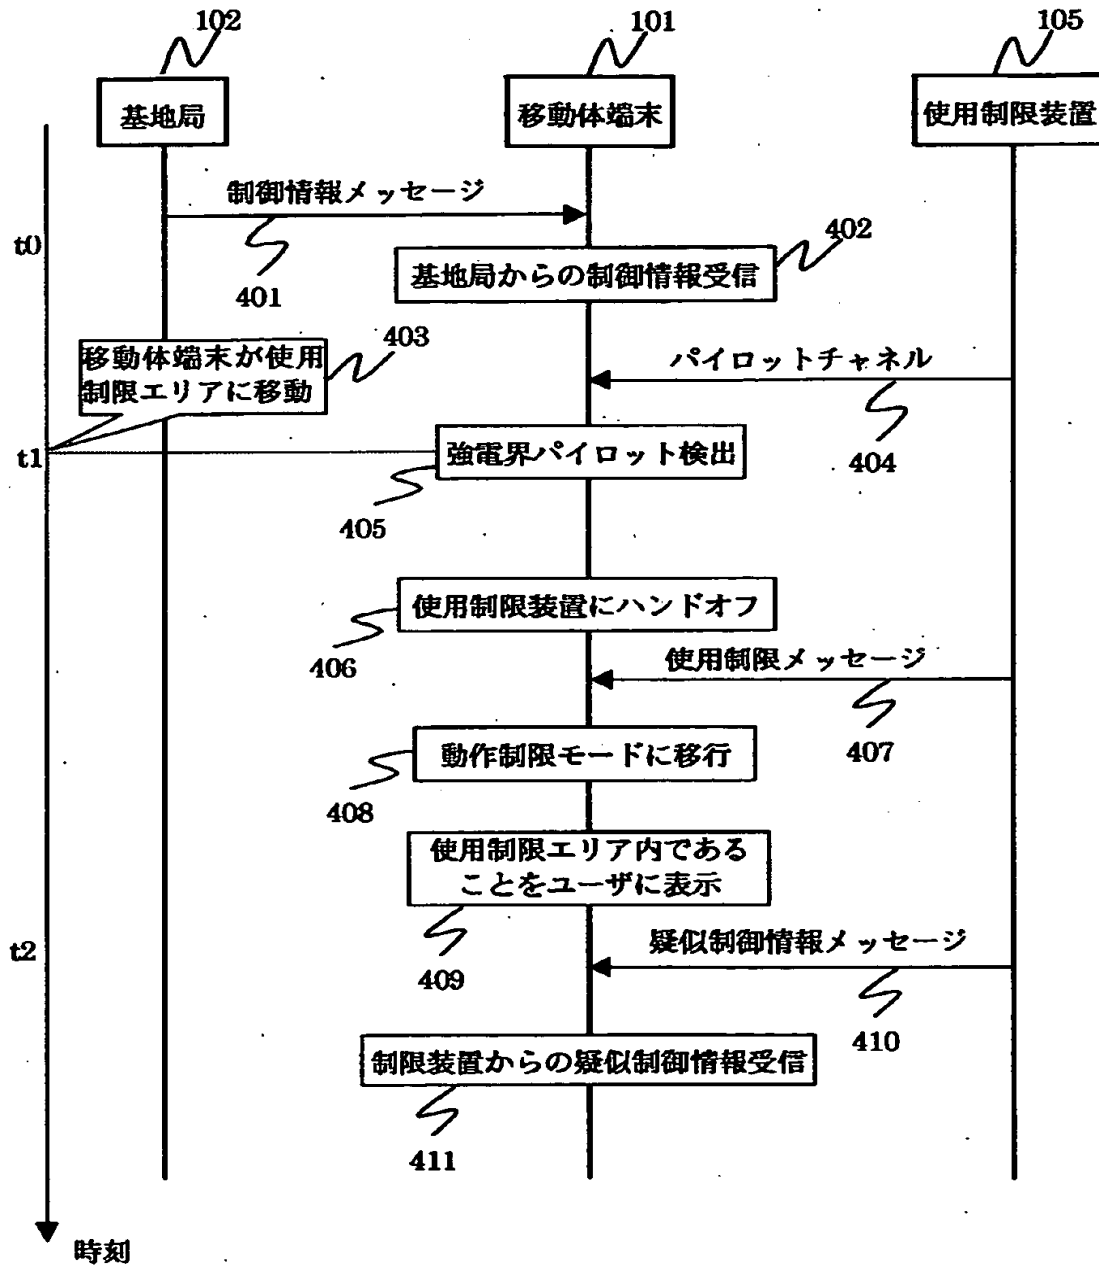 102
101
105
基地局
移動体端末
使用制限装置
制御情報メッセージ
t0
401
402
基地局からの制御情報受信
403
移動体端末が使用
制限エリアに移動
パイロットチャネル
404
t1
強電界パイロット検出
405
使用制限装置にハンドオフ
406
使用制限メッセージ
407
動作制限モードに移行
408
使用制限エリア内である
ことをユーザに表示
409
t2
疑似制御情報メッセージ
410
制限装置からの疑似制御情報受信
411
時刻